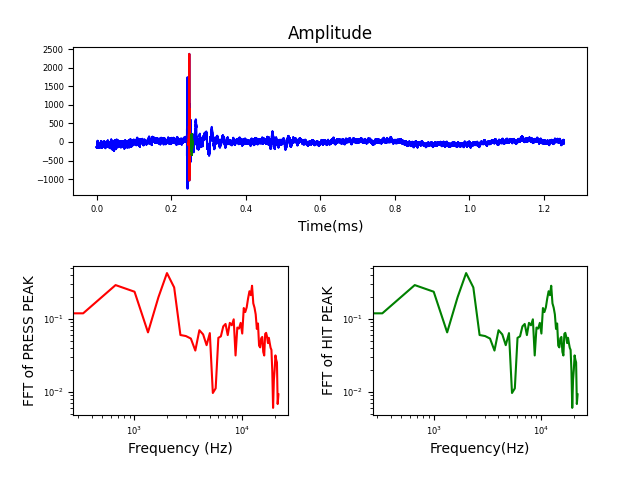 Amplitude
2500
2000
1500
1000
500
0
−500
−1000
0.0 0.2 0.4 0.6 0.8 1.0 1.2
Time(ms)
FFT of PRESS PEAK
10⁻¹
10⁻²
10³ 10⁴
Frequency (Hz)
FFT of HIT PEAK
10⁻¹
10⁻²
10³ 10⁴
Frequency(Hz)